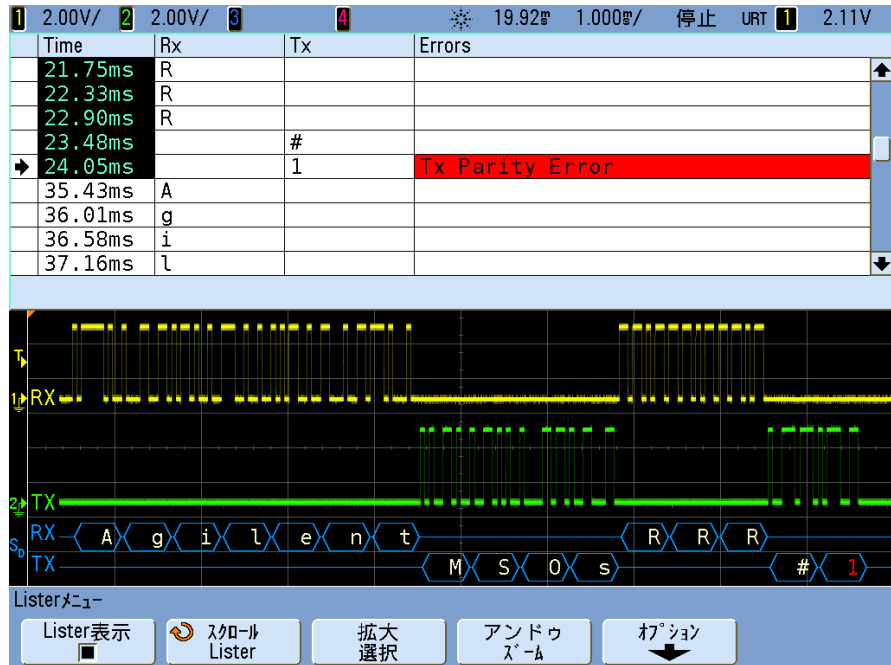 1 2.00V/ 2 2.00V/ 3 4 19.92ms 1.000ms/ 停止 URT 1 2.11V
Time Rx Tx Errors
21.75ms R
22.33ms R
22.90ms R
23.48ms #
24.05ms 1 Tx Parity Error
35.43ms A
36.01ms g
36.58ms i
37.16ms l
T
1 RX
2 TX
RX A g i l e n t R R R
SD
TX M S O s # 1
Listerメニュー
Lister表示 スクロール Lister 拡大 選択 アンドゥ ズーム オプション